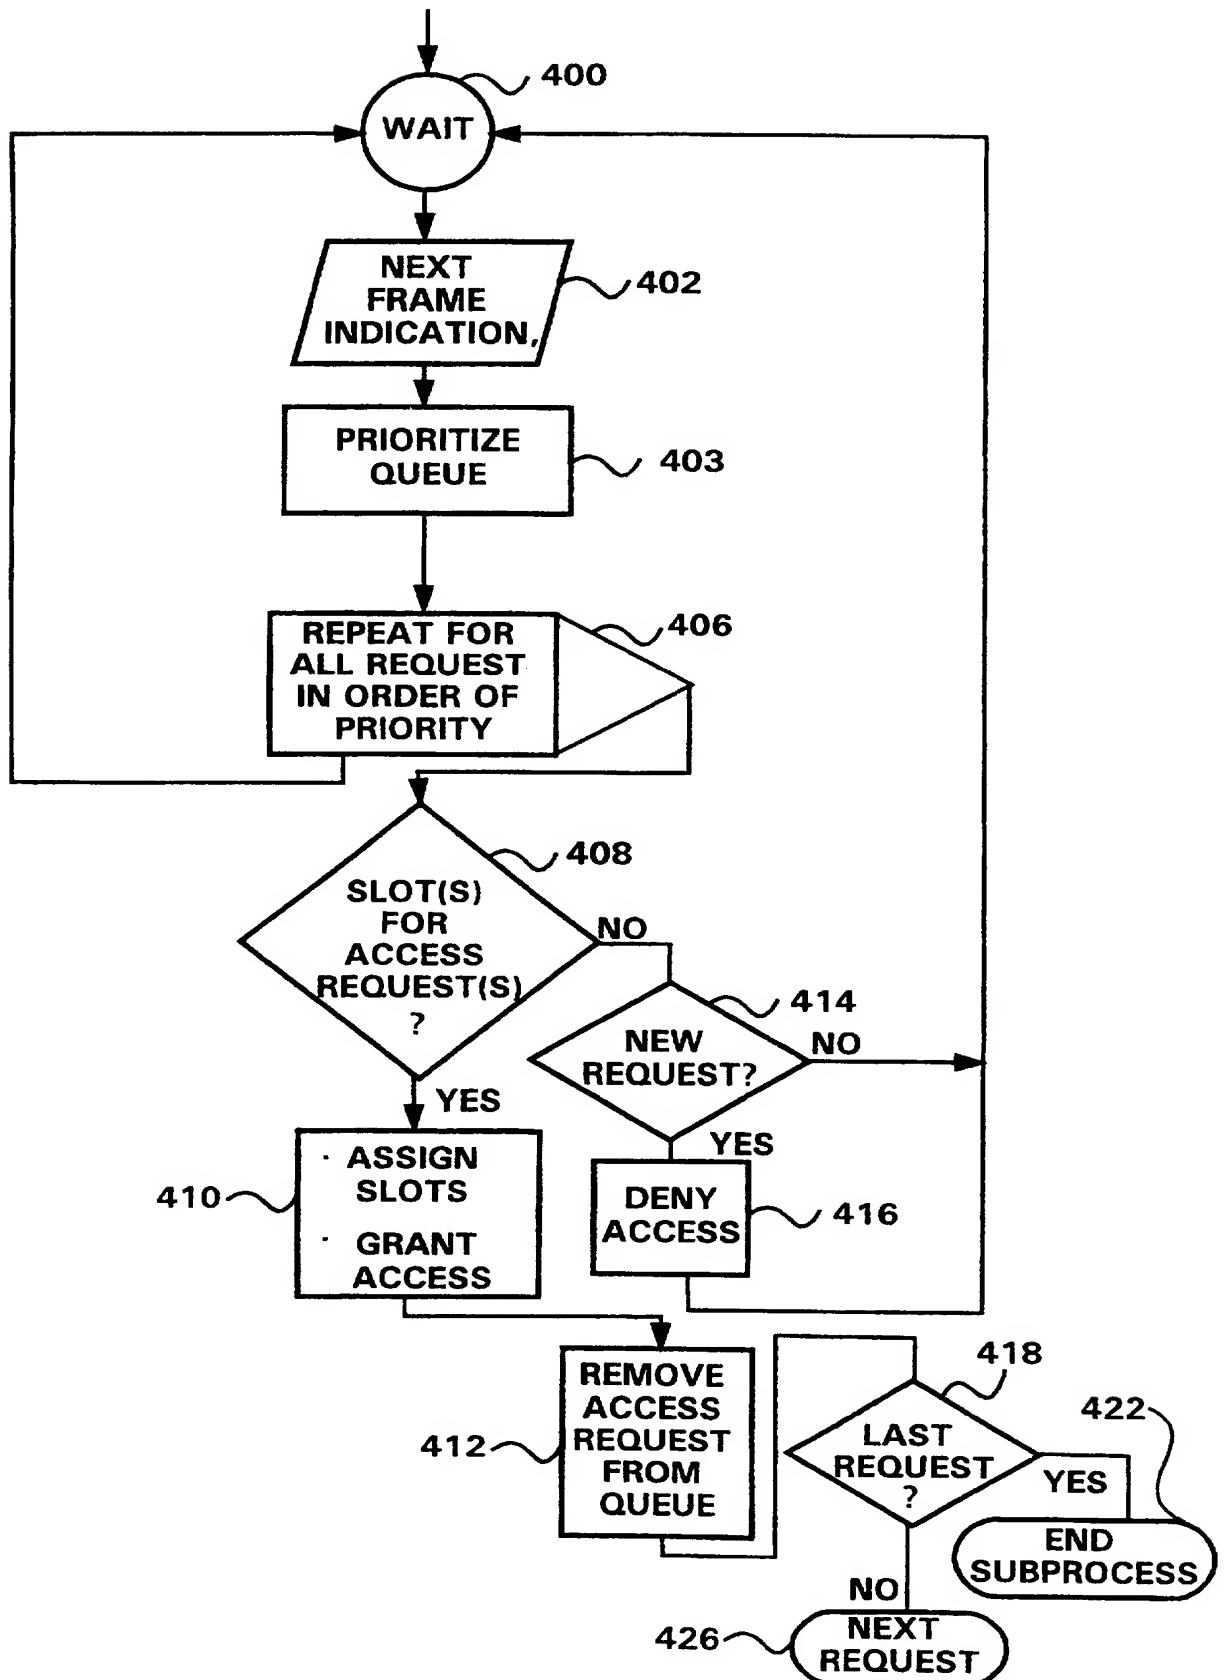 400
WAIT
NEXT
FRAME
INDICATION,
402
PRIORITIZE
QUEUE
403
REPEAT FOR
ALL REQUEST
IN ORDER OF
PRIORITY
406
408
SLOT(S)
FOR
ACCESS
REQUEST(S)
?
NO
414
NEW
REQUEST?
NO
YES
YES
· ASSIGN
SLOTS
· GRANT
ACCESS
410
DENY
ACCESS
416
REMOVE
ACCESS
REQUEST
FROM
QUEUE
412
418
LAST
REQUEST
?
422
YES
END
SUBPROCESS
NO
NEXT
REQUEST
426